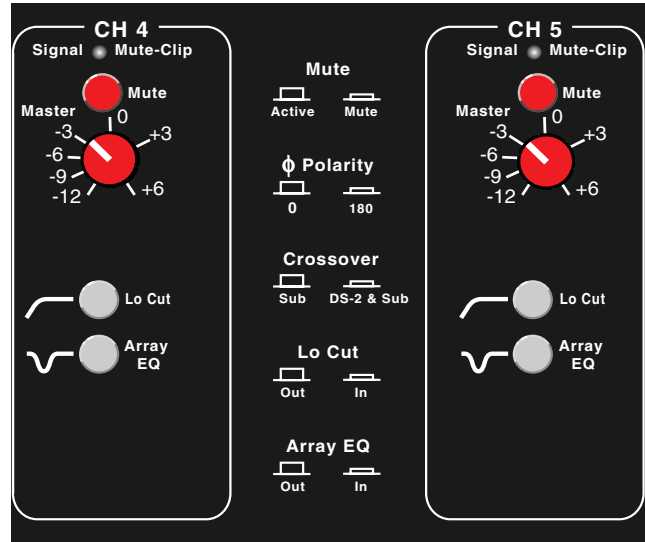 CH 4
Signal Mute-Clip
Mute
Master
0
-3 +3
-6
-9
-12 +6
Lo Cut
Array
EQ
Mute
Active Mute
ϕ Polarity
0 180
Crossover
Sub DS-2 & Sub
Lo Cut
Out In
Array EQ
Out In
CH 5
Signal Mute-Clip
Mute
Master
0
-3 +3
-6
-9
-12 +6
Lo Cut
Array
EQ